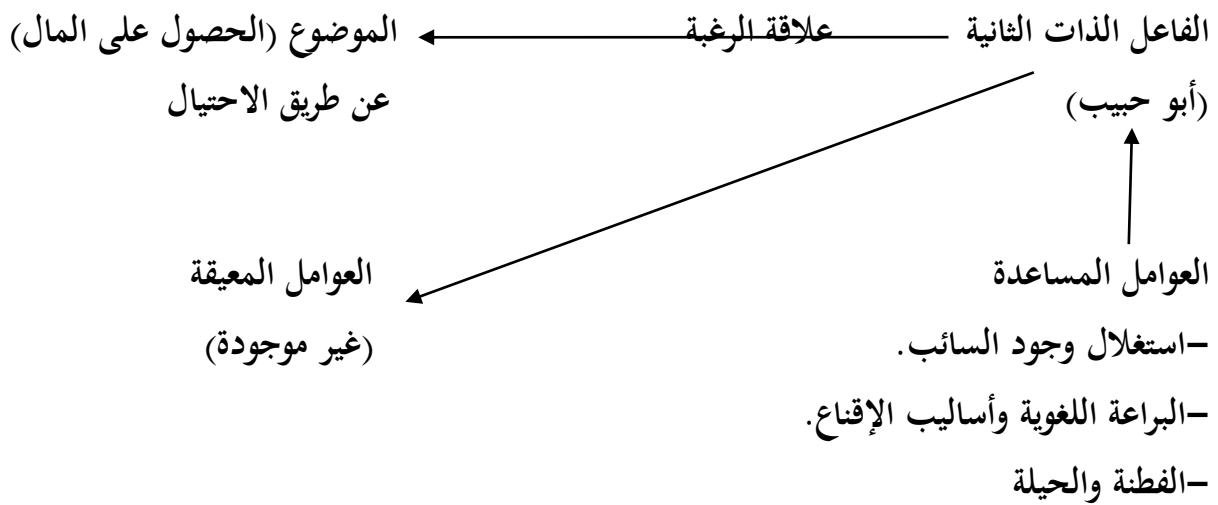 الفاعل الذات الثانية علاقة الرغبة الموضوع (الحصول على المال)
(أبو حبيب) عن طريق الاحتيال
العوامل المساعدة العوامل المعيقة
–استغلال وجود السائب. (غير موجودة)
–البراعة اللغوية وأساليب الإقناع.
–الفطنة والحيلة